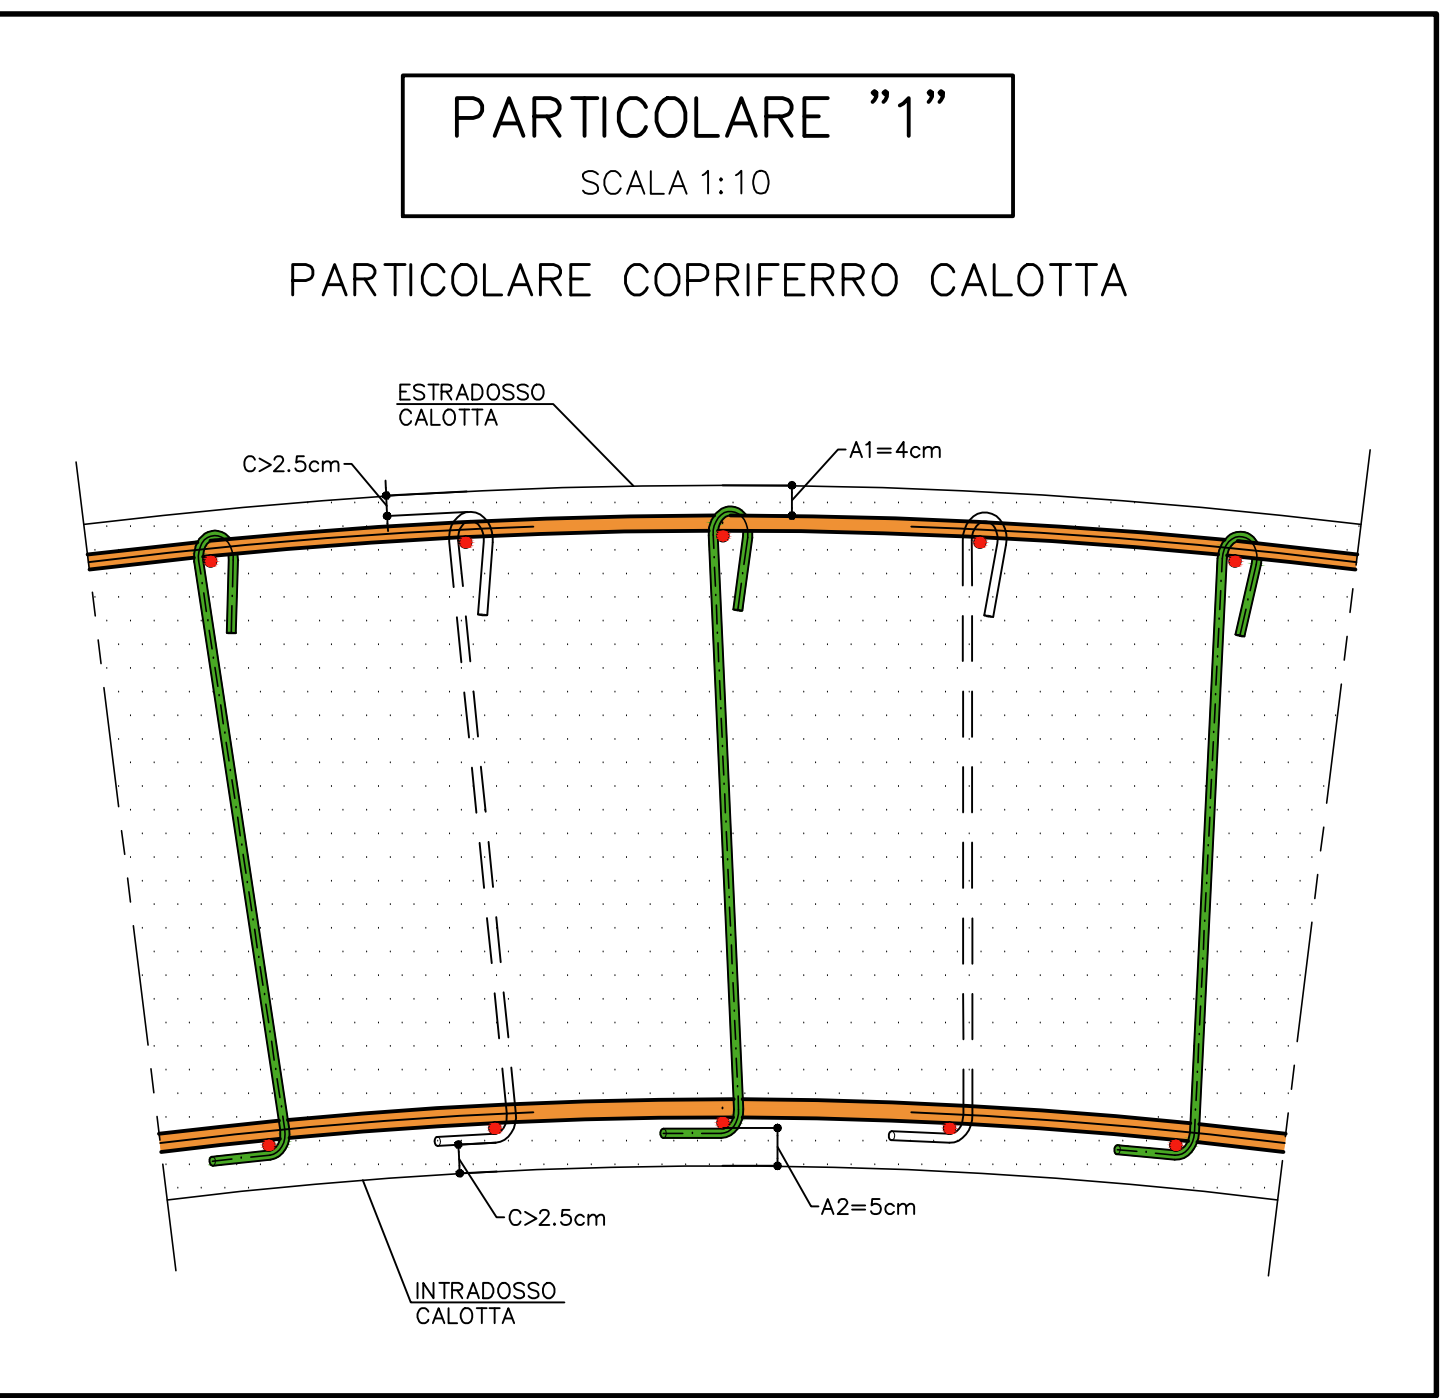 PARTICOLARE "1"
SCALA 1:10
PARTICOLARE COPRIFERRO CALOTTA
ESTRADOSSO
CALOTTA
C>2.5cm
A1=4cm
C>2.5cm
A2=5cm
INTRADOSSO
CALOTTA